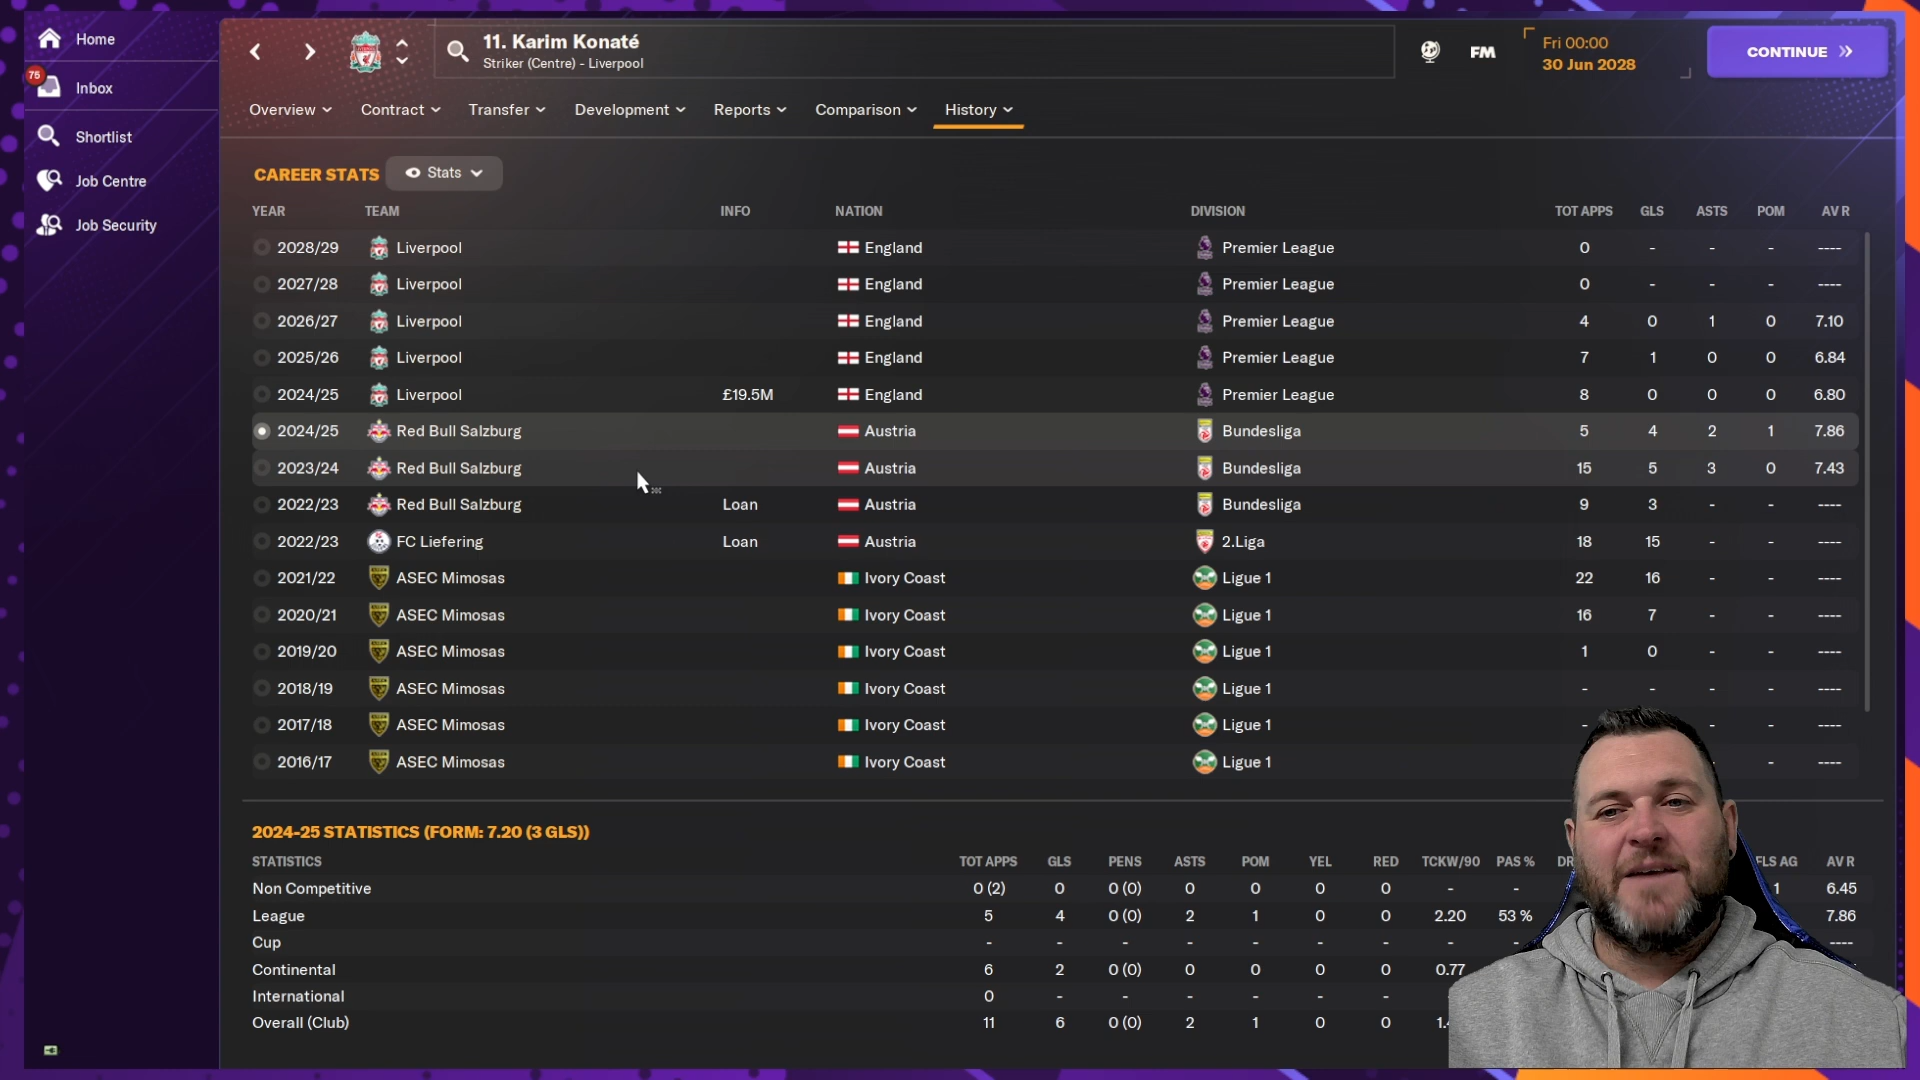 Home
75
Inbox
Shortlist
Job Centre
Job Security
11. Karim Konaté
Striker (Centre) - Liverpool
FM
Fri 00:00
30 Jun 2028
CONTINUE
Overview
Contract
Transfer
Development
Reports
Comparison
History
CAREER STATS
Stats
YEAR TEAM INFO NATION DIVISION TOT APPS GLS ASTS POM AV R
2028/29 Liverpool England Premier League 0 - - - ----
2027/28 Liverpool England Premier League 0 - - - ----
2026/27 Liverpool England Premier League 4 0 1 0 7.10
2025/26 Liverpool England Premier League 7 1 0 0 6.84
2024/25 Liverpool £19.5M England Premier League 8 0 0 0 6.80
2024/25 Red Bull Salzburg Austria Bundesliga 5 4 2 1 7.86
2023/24 Red Bull Salzburg Austria Bundesliga 15 5 3 0 7.43
2022/23 Red Bull Salzburg Loan Austria Bundesliga 9 3 - - ----
2022/23 FC Liefering Loan Austria 2.Liga 18 15 - - ----
2021/22 ASEC Mimosas Ivory Coast Ligue 1 22 16 - - ----
2020/21 ASEC Mimosas Ivory Coast Ligue 1 16 7 - - ----
2019/20 ASEC Mimosas Ivory Coast Ligue 1 1 0 - - ----
2018/19 ASEC Mimosas Ivory Coast Ligue 1 - - - - ----
2017/18 ASEC Mimosas Ivory Coast Ligue 1 - - - ----
2016/17 ASEC Mimosas Ivory Coast Ligue 1 - ----
2024-25 STATISTICS (FORM: 7.20 (3 GLS))
STATISTICS TOT APPS GLS PENS ASTS POM YEL RED TCKW/90 PAS % FLS AG AV R
Non Competitive 0 (2) 0 0 (0) 0 0 0 0 - - 1 6.45
League 5 4 0 (0) 2 1 0 0 2.20 53 % 7.86
Cup - - - - - - - - - ----
Continental 6 2 0 (0) 0 0 0 0 0.77
International 0 - - - - - -
Overall (Club) 11 6 0 (0) 2 1 0 0